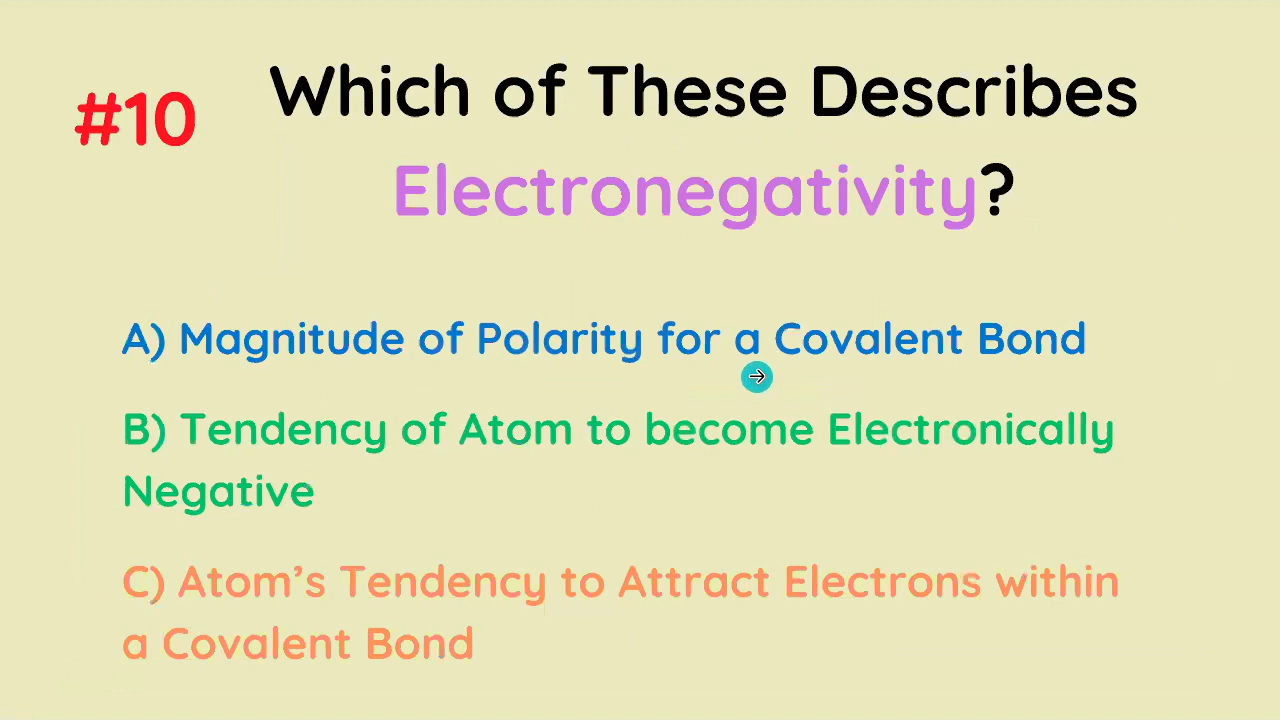 #10
Which of These Describes
Electronegativity?
A) Magnitude of Polarity for a Covalent Bond
B) Tendency of Atom to become Electronically
Negative
C) Atom’s Tendency to Attract Electrons within
a Covalent Bond